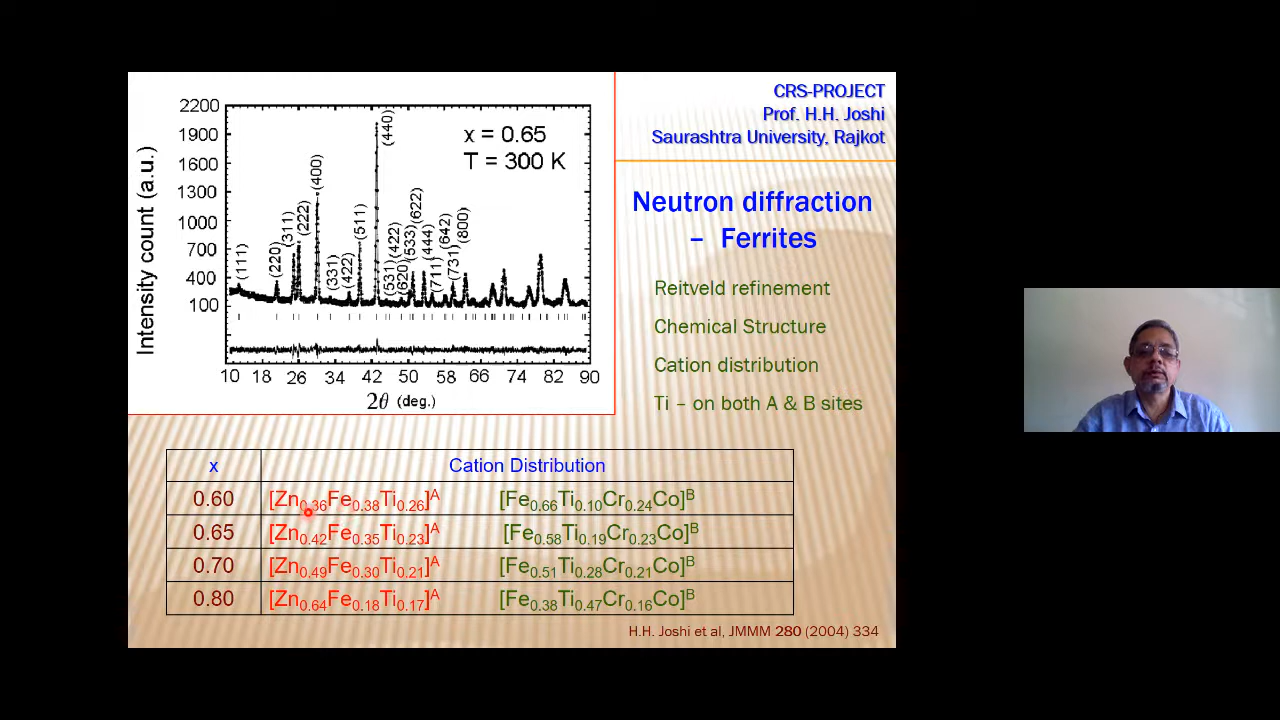 CRS-PROJECT
Prof. H.H. Joshi
Saurashtra University, Rajkot
Neutron diffraction
– Ferrites
Reitveld refinement
Chemical Structure
Cation distribution
Ti – on both A & B sites
Intensity count (a.u.)
2200
1900
1600
1300
1000
700
400
100
x = 0.65
T = 300 K
(111)
(220)
(311)
(222)
(400)
(331)
(422)
(511)
(440)
(531)
(442)
(620)
(533)
(622)
(444)
(711)
(642)
(731)
(800)
10 18 26 34 42 50 58 66 74 82 90
2θ (deg.)
x Cation Distribution
0.60 [Zn0.36Fe0.38Ti0.26]A [Fe0.66Ti0.10Cr0.24Co]B
0.65 [Zn0.42Fe0.35Ti0.23]A [Fe0.58Ti0.19Cr0.23Co]B
0.70 [Zn0.49Fe0.30Ti0.21]A [Fe0.51Ti0.28Cr0.21Co]B
0.80 [Zn0.64Fe0.18Ti0.17]A [Fe0.38Ti0.47Cr0.16Co]B
H.H. Joshi et al, JMMM 280 (2004) 334